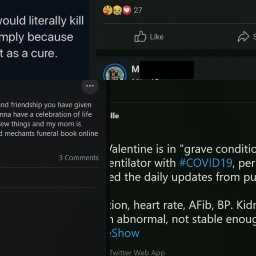 would literally kill
simply because
t as a cure.
27
Like
M
and friendship you have given
nna have a celebration of life
ew things and my mom is
d mechants funeral book online
3 Comments
lle
Valentine is in "grave conditio
entilator with #COVID19, per
ed the daily updates from pu
tion, heart rate, AFib, BP. Kidn
n abnormal, not stable enoug
eShow
Twitter Web App